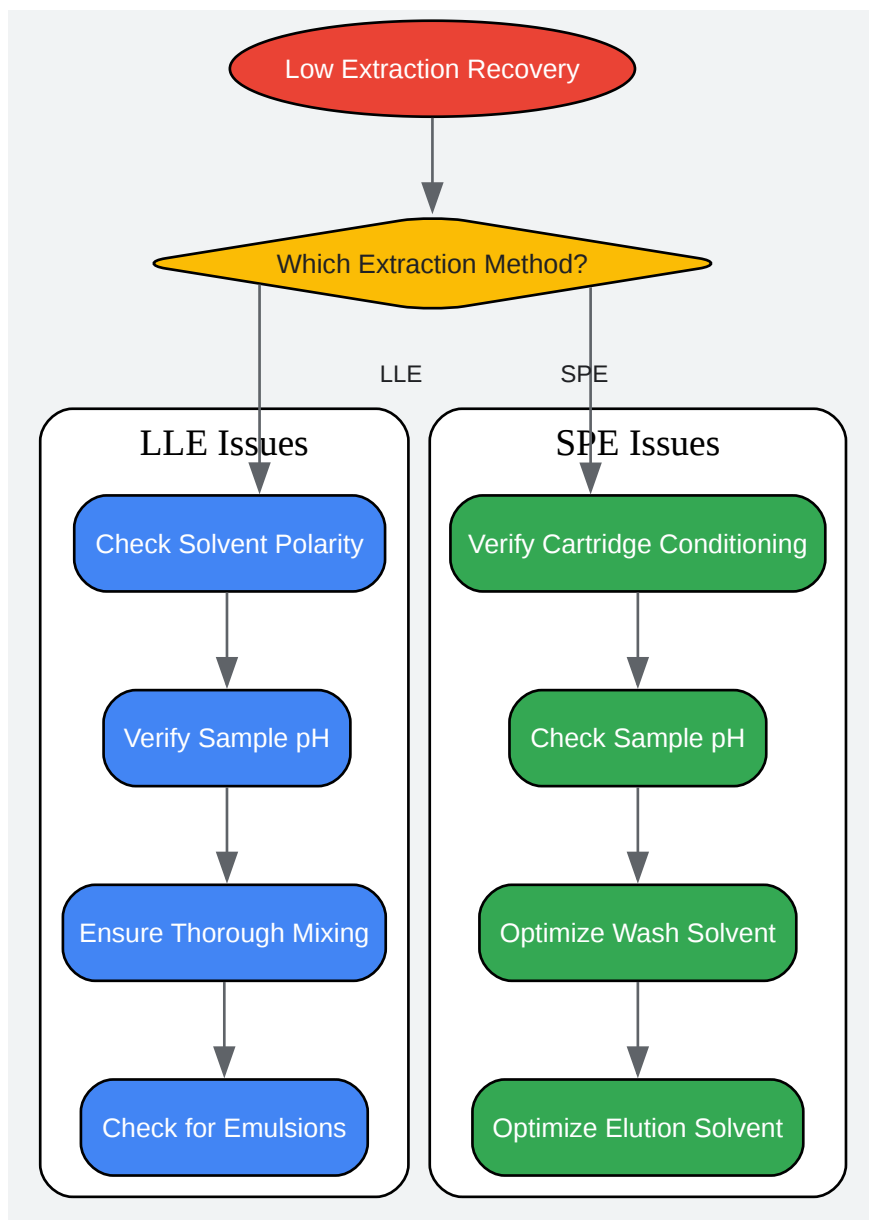 Low Extraction Recovery
Which Extraction Method?
LLE
SPE
LLE Issues
Check Solvent Polarity
Verify Sample pH
Ensure Thorough Mixing
Check for Emulsions
SPE Issues
Verify Cartridge Conditioning
Check Sample pH
Optimize Wash Solvent
Optimize Elution Solvent